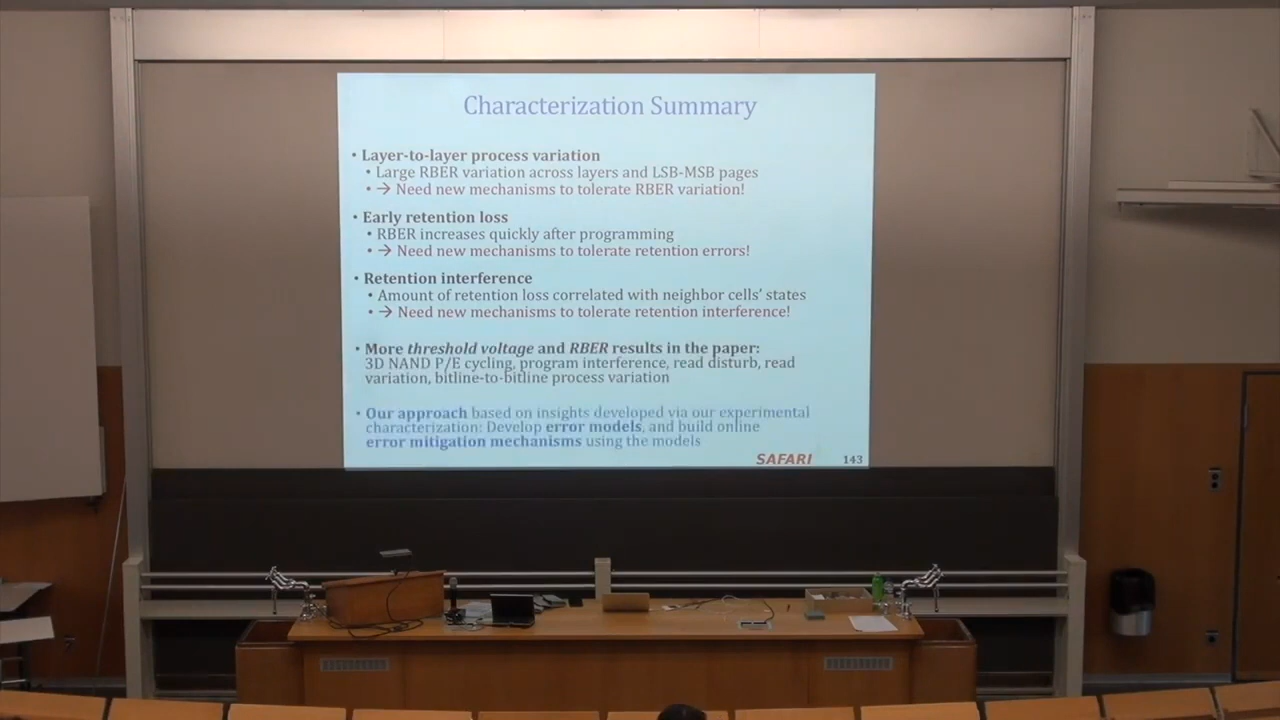 Characterization Summary
• Layer-to-layer process variation
• Large RBER variation across layers and LSB-MSB pages
• → Need new mechanisms to tolerate RBER variation!
• Early retention loss
• RBER increases quickly after programming
• → Need new mechanisms to tolerate retention errors!
• Retention interference
• Amount of retention loss correlated with neighbor cells’ states
• → Need new mechanisms to tolerate retention interference!
• More threshold voltage and RBER results in the paper:
3D NAND P/E cycling, program interference, read disturb, read
variation, bitline-to-bitline process variation
• Our approach based on insights developed via our experimental
characterization: Develop error models, and build online
error mitigation mechanisms using the models
SAFARI
143